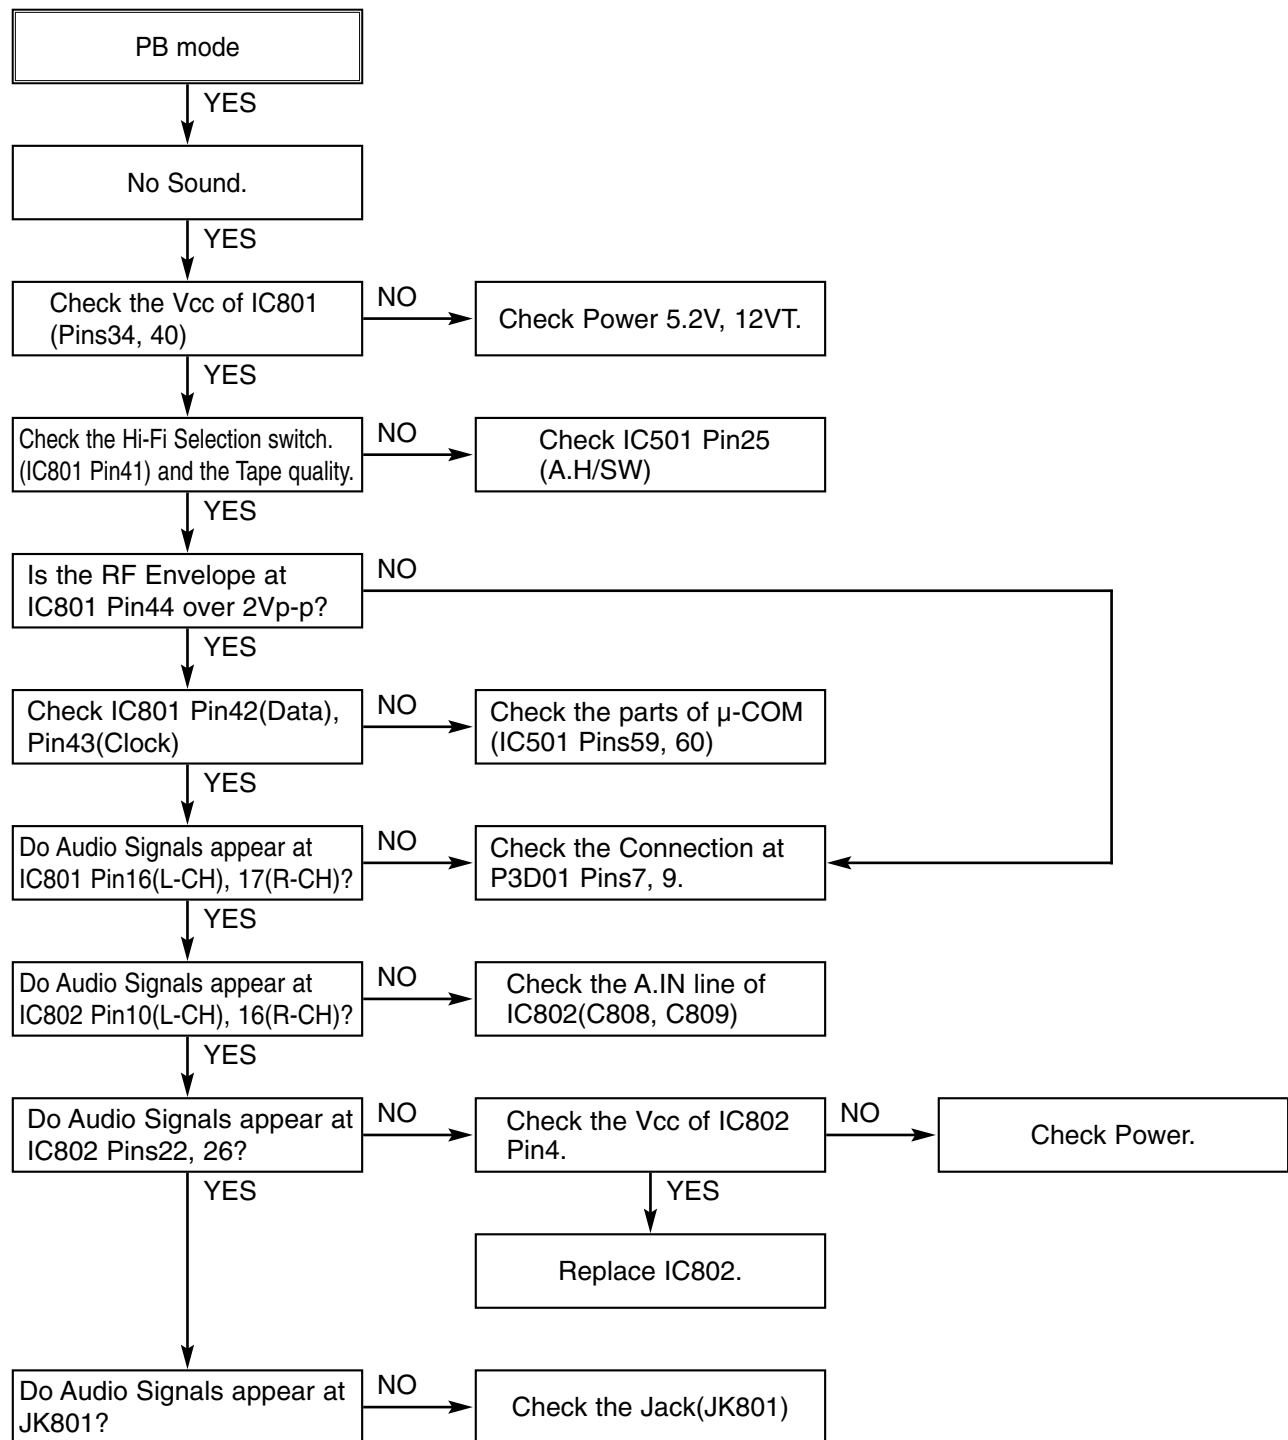 PB mode
YES
No Sound.
YES
Check the Vcc of IC801
(Pins34, 40)
NO
Check Power 5.2V, 12VT.
YES
Check the Hi-Fi Selection switch.
(IC801 Pin41) and the Tape quality.
NO
Check IC501 Pin25
(A.H/SW)
YES
Is the RF Envelope at
IC801 Pin44 over 2Vp-p?
NO
YES
Check IC801 Pin42(Data),
Pin43(Clock)
NO
Check the parts of µ-COM
(IC501 Pins59, 60)
YES
Do Audio Signals appear at
IC801 Pin16(L-CH), 17(R-CH)?
NO
Check the Connection at
P3D01 Pins7, 9.
YES
Do Audio Signals appear at
IC802 Pin10(L-CH), 16(R-CH)?
NO
Check the A.IN line of
IC802(C808, C809)
YES
Do Audio Signals appear at
IC802 Pins22, 26?
NO
Check the Vcc of IC802
Pin4.
NO
Check Power.
YES
YES
Replace IC802.
Do Audio Signals appear at
JK801?
NO
Check the Jack(JK801)